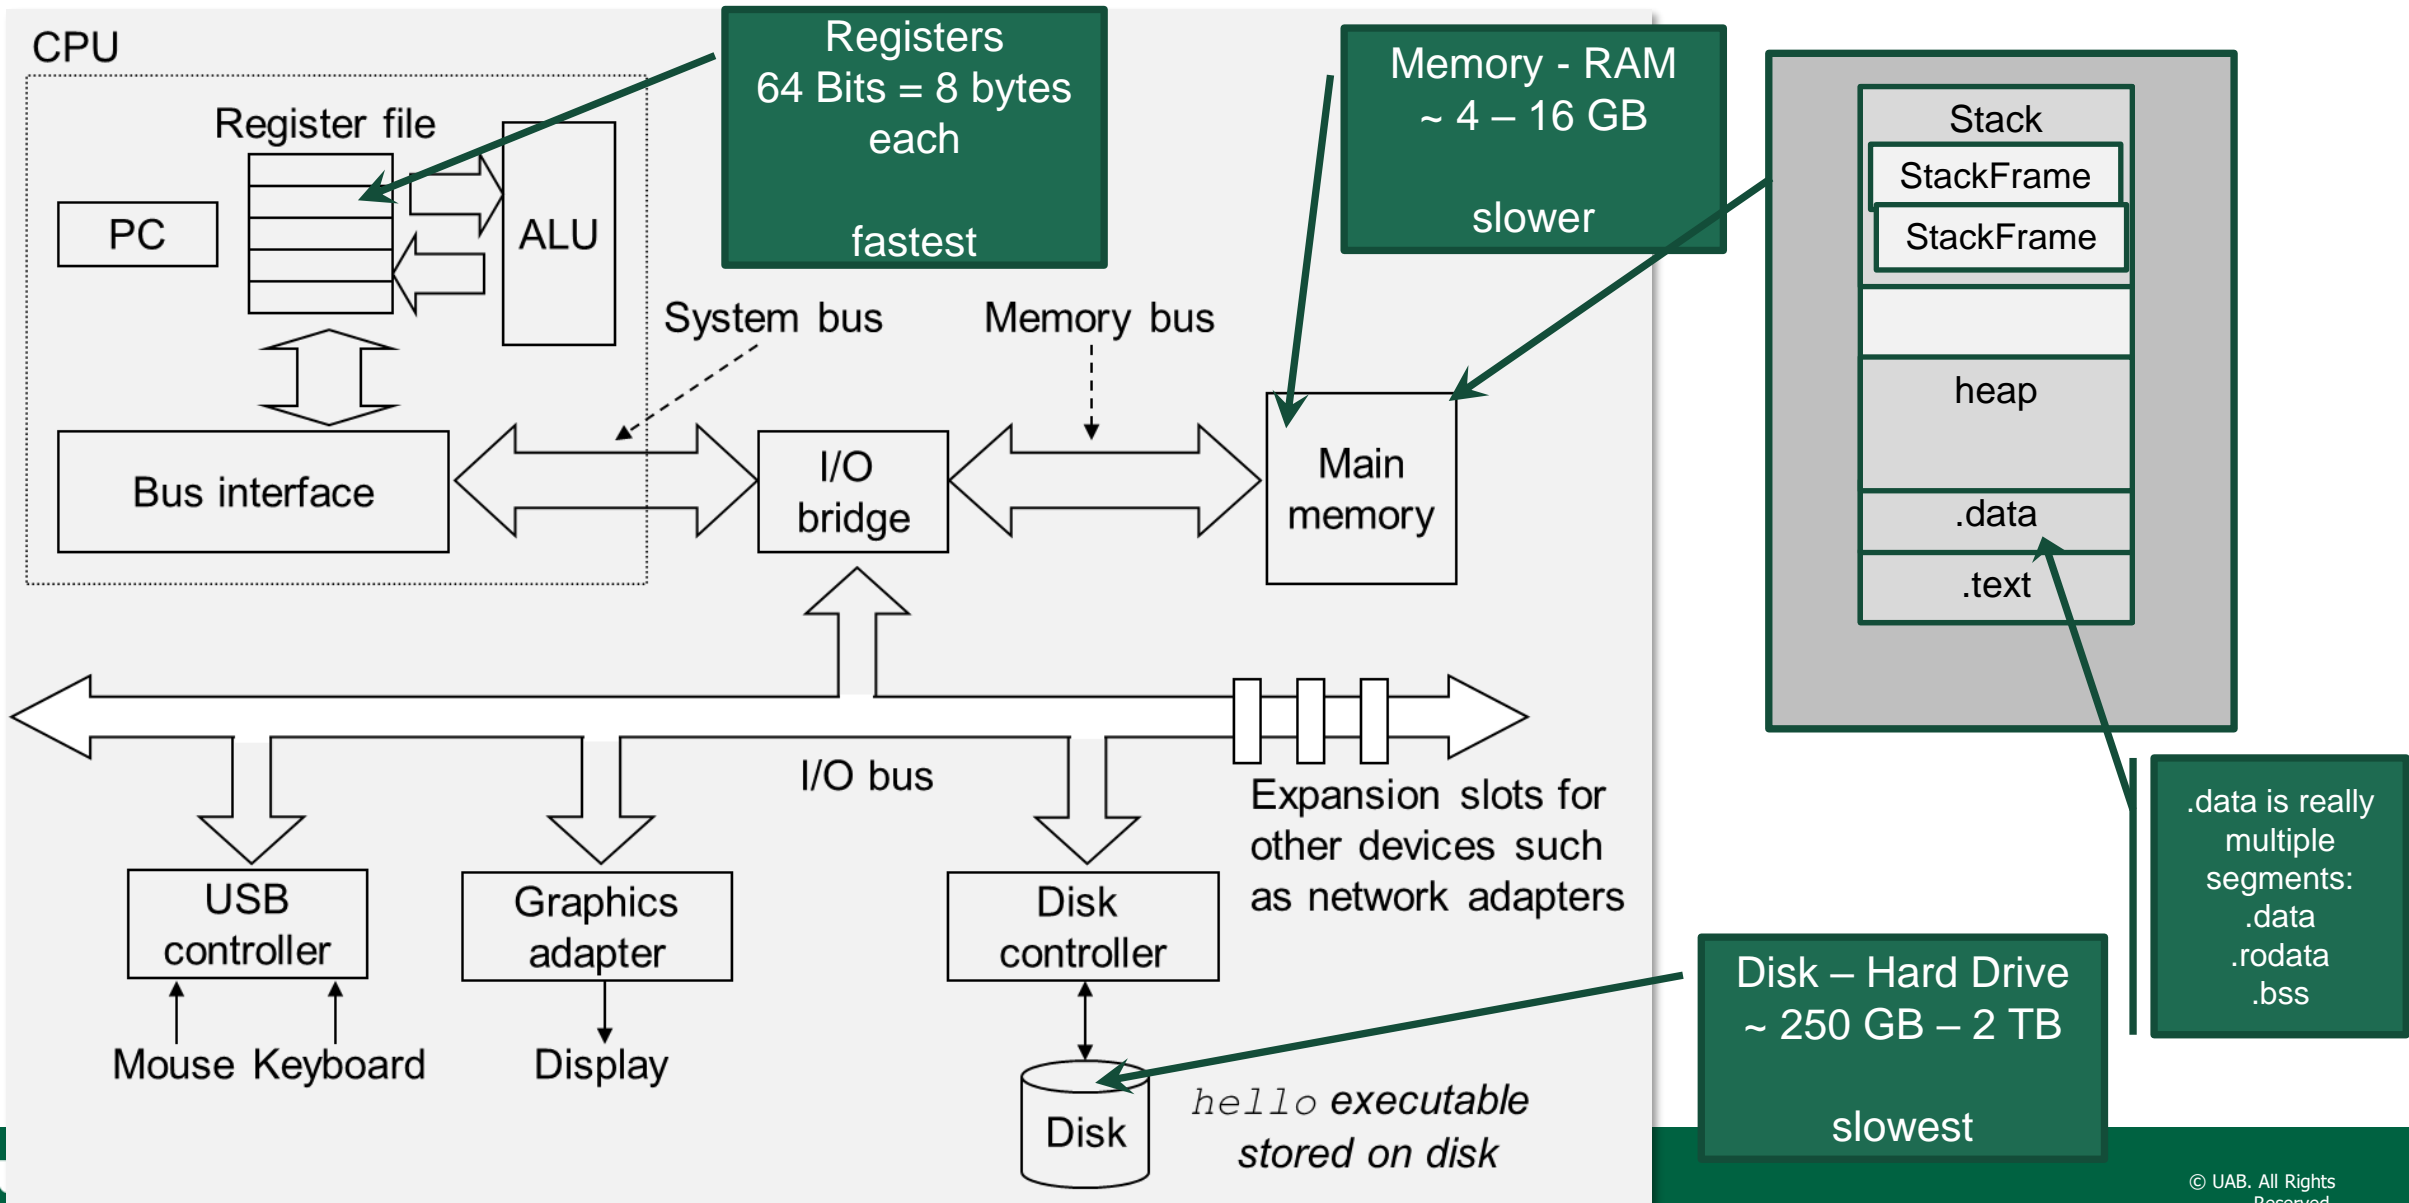 CPU
Register file
PC
ALU
Bus interface
System bus
Memory bus
I/O
bridge
Main
memory
I/O bus
Expansion slots for
other devices such
as network adapters
USB
controller
Graphics
adapter
Disk
controller
Mouse Keyboard
Display
Disk
hello executable
stored on disk
Registers
64 Bits = 8 bytes
each
fastest
Memory - RAM
~ 4 – 16 GB
slower
Stack
StackFrame
StackFrame
heap
.data
.text
.data is really
multiple
segments:
.data
.rodata
.bss
Disk – Hard Drive
~ 250 GB – 2 TB
slowest
© UAB. All Rights
Reserved.